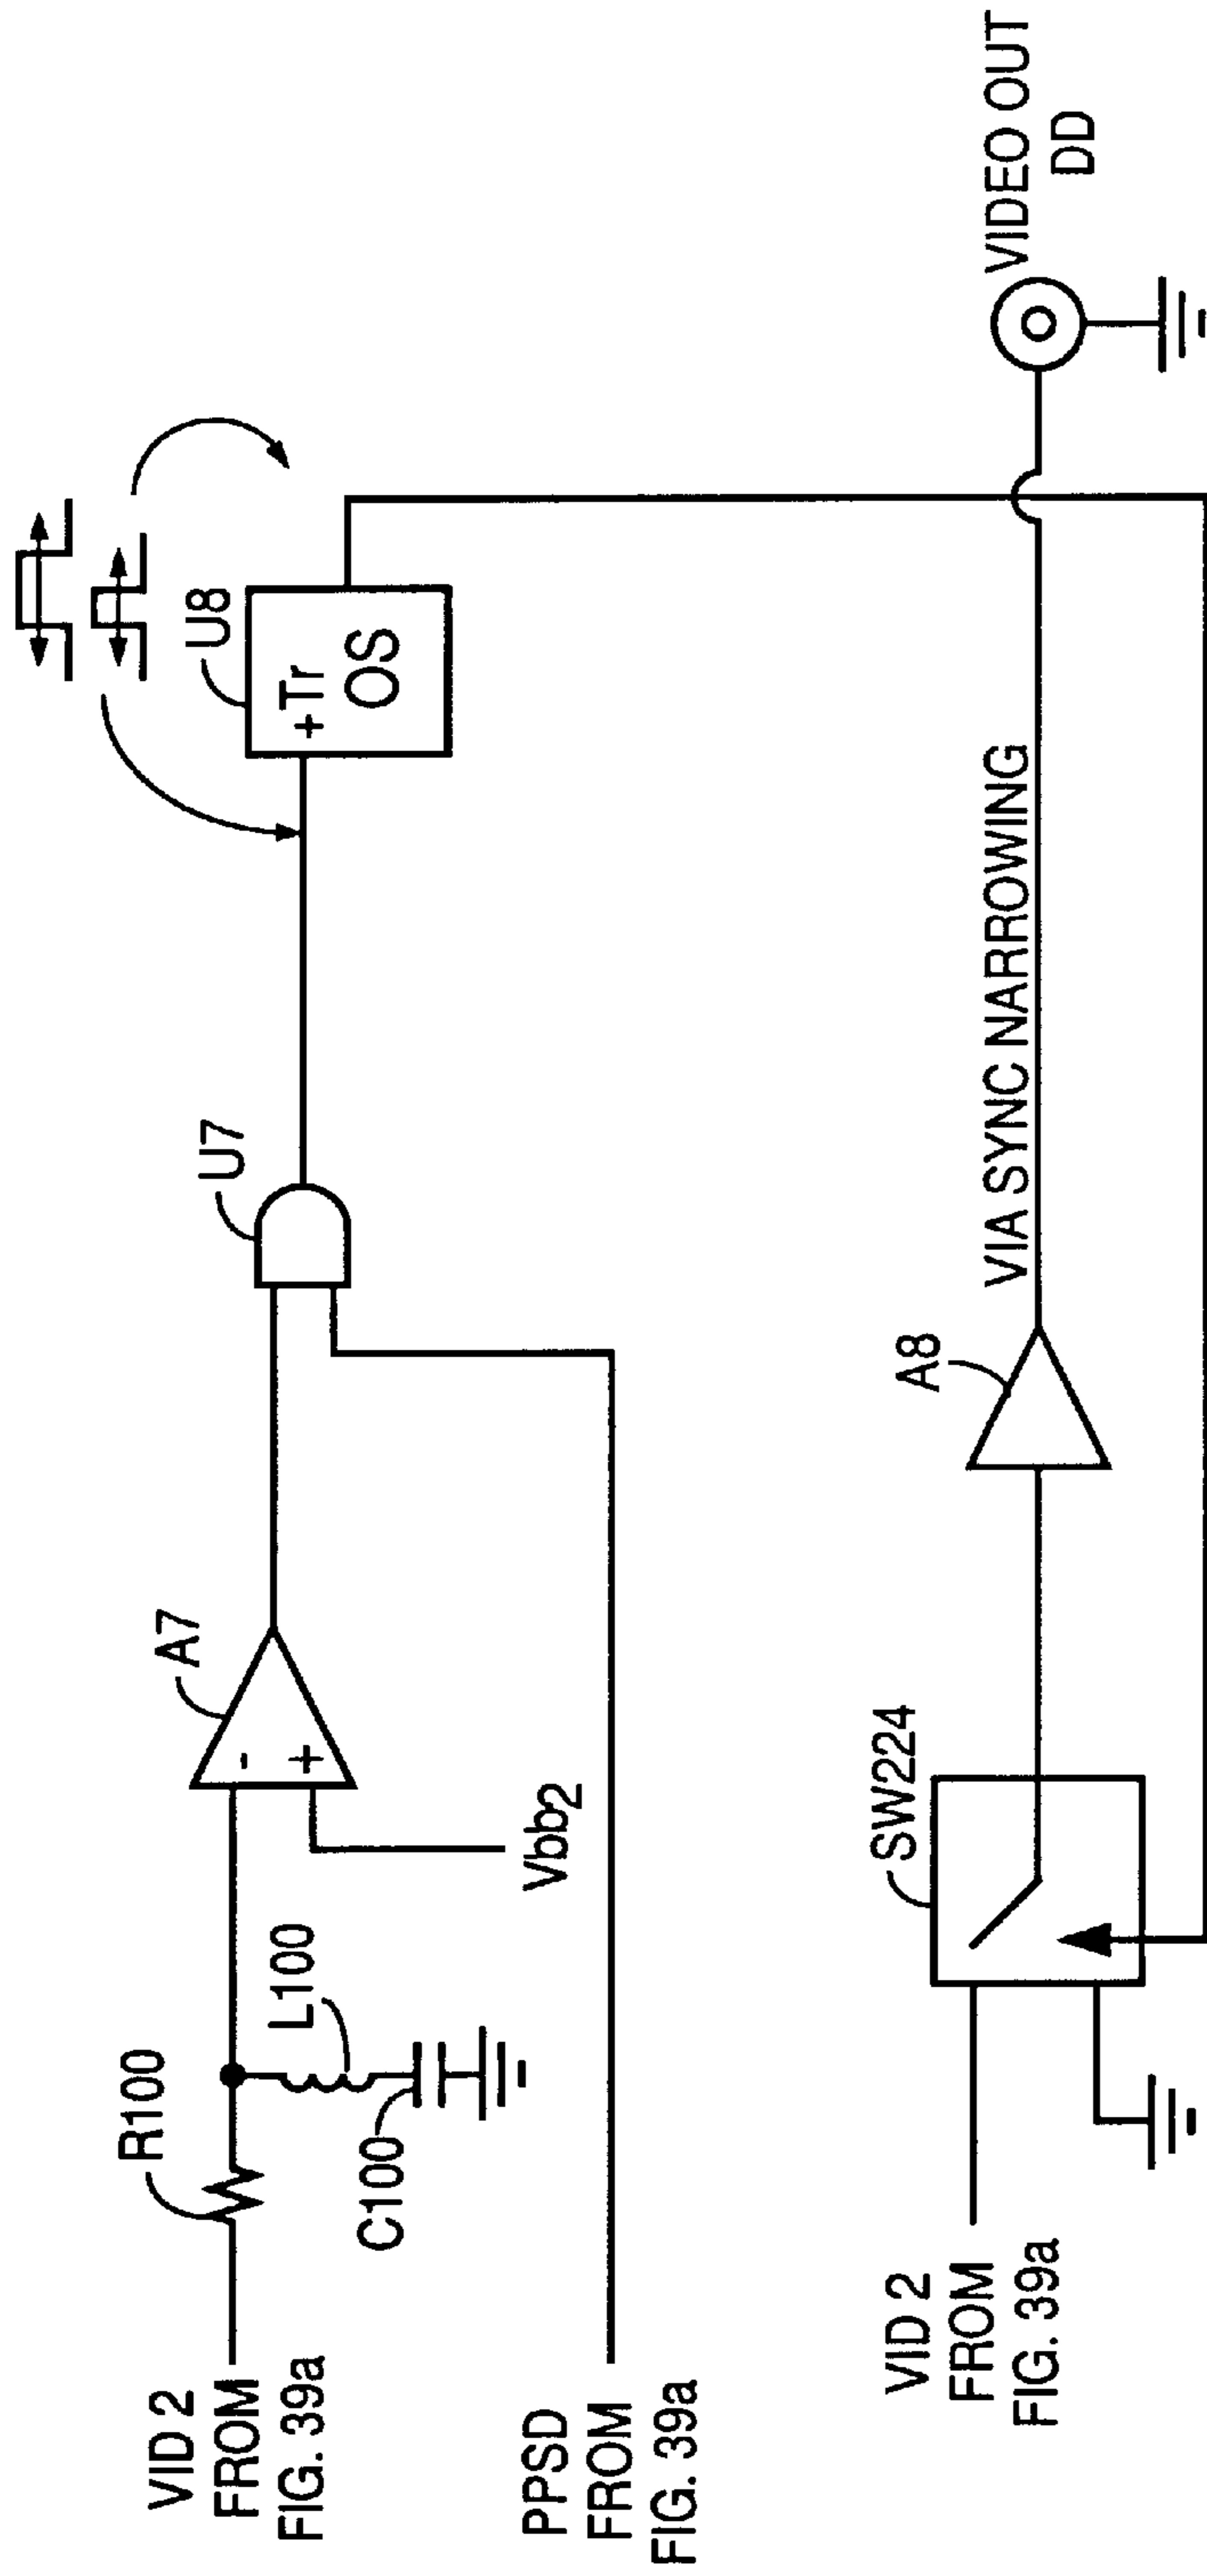 VID 2
FROM
FIG. 39a
R100
C100
L100
A7
-
+
Vbb2
U7
U8
+Tr
OS
PPSD
FROM
FIG. 39a
VID 2
FROM
FIG. 39a
SW224
A8
VIA SYNC NARROWING
VIDEO OUT
DD